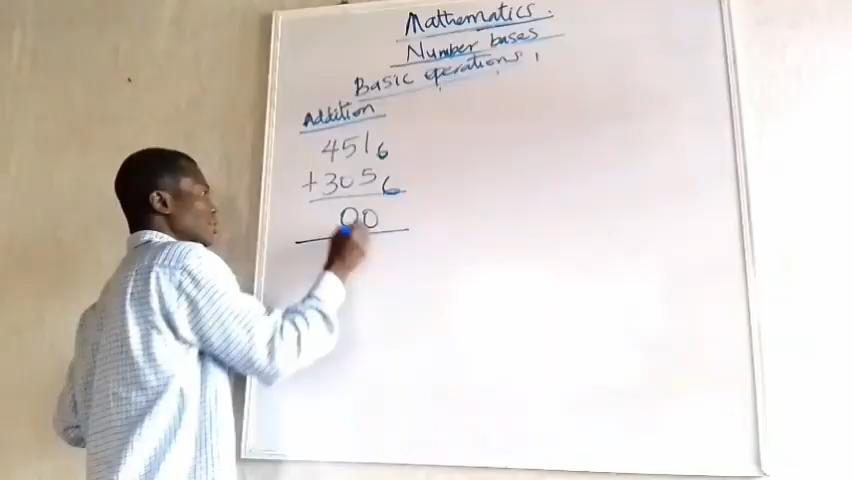 Mathematics.
Number bases
Basic operations
Addition
451₆
+305₆
00